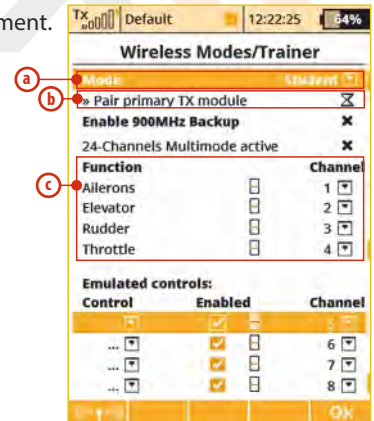 ment.
Tx Default 12:22:25 64%
Wireless Modes/Trainer
a
Mode Student
b
» Pair primary TX module
Enable 900MHz Backup ×
24-Channels Multimode active ×
Function Channel
c
Ailerons 1
Elevator 2
Rudder 3
Throttle 4
Emulated controls:
Control Enabled Channel
... 5
... 6
... 7
... 8
Ok